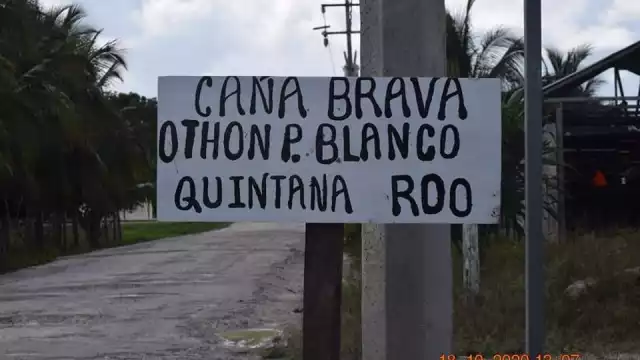 CAÑA BRAVA
OTHON P. BLANCO
QUINTANA ROO